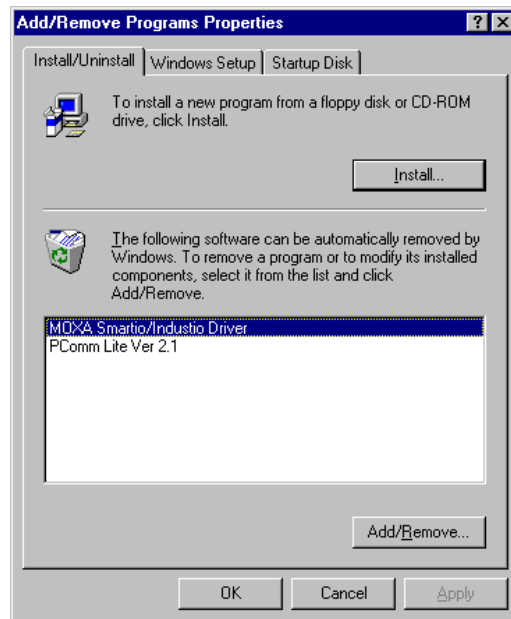 Add/Remove Programs Properties
Install/Uninstall Windows Setup Startup Disk
To install a new program from a floppy disk or CD-ROM
drive, click Install.
Install...
The following software can be automatically removed by
Windows. To remove a program or to modify its installed
components, select it from the list and click
Add/Remove.
MOXA Smartio/Industio Driver
PComm Lite Ver 2.1
Add/Remove...
OK Cancel Apply